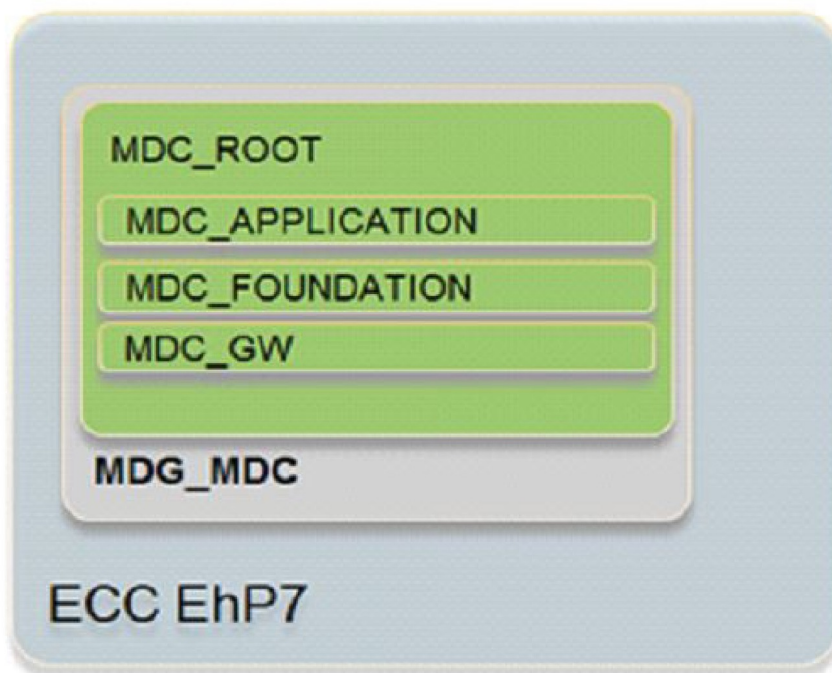 MDC_ROOT
MDC_APPLICATION
MDC_FOUNDATION
MDC_GW
MDG_MDC
ECC EhP7